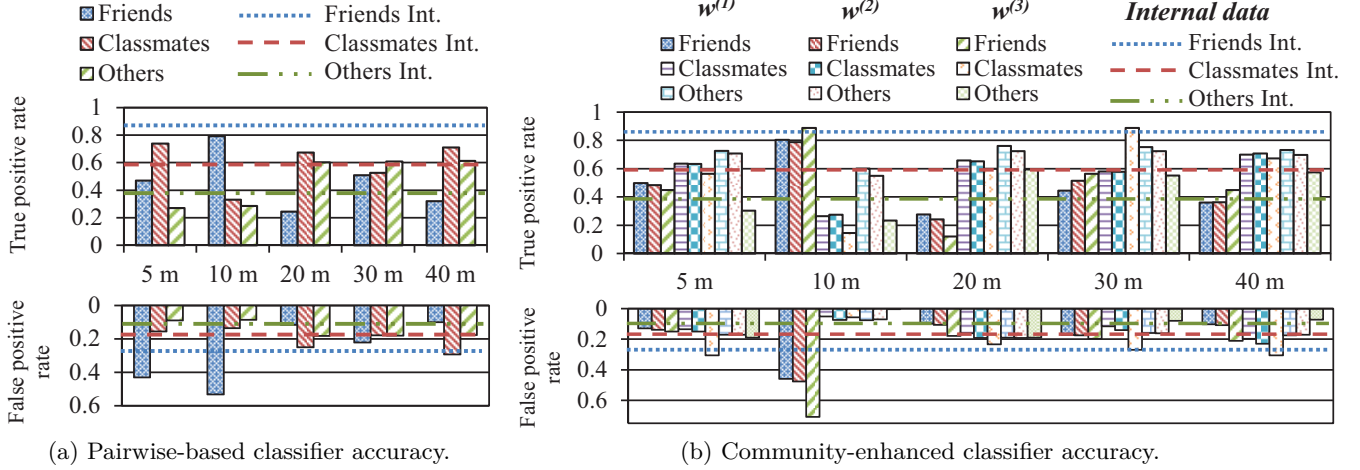 Friends Friends Int.
Classmates Classmates Int.
Others Others Int.
True positive rate
1
0.8
0.6
0.4
0.2
0
5 m 10 m 20 m 30 m 40 m
False positive
rate
0
0.2
0.4
0.6
(a) Pairwise-based classifier accuracy.
w(1) w(2) w(3) Internal data
Friends Friends Friends Friends Int.
Classmates Classmates Classmates Classmates Int.
Others Others Others Others Int.
True positive rate
1
0.8
0.6
0.4
0.2
0
5 m 10 m 20 m 30 m 40 m
False positive
rate
0
0.2
0.4
0.6
(b) Community-enhanced classifier accuracy.